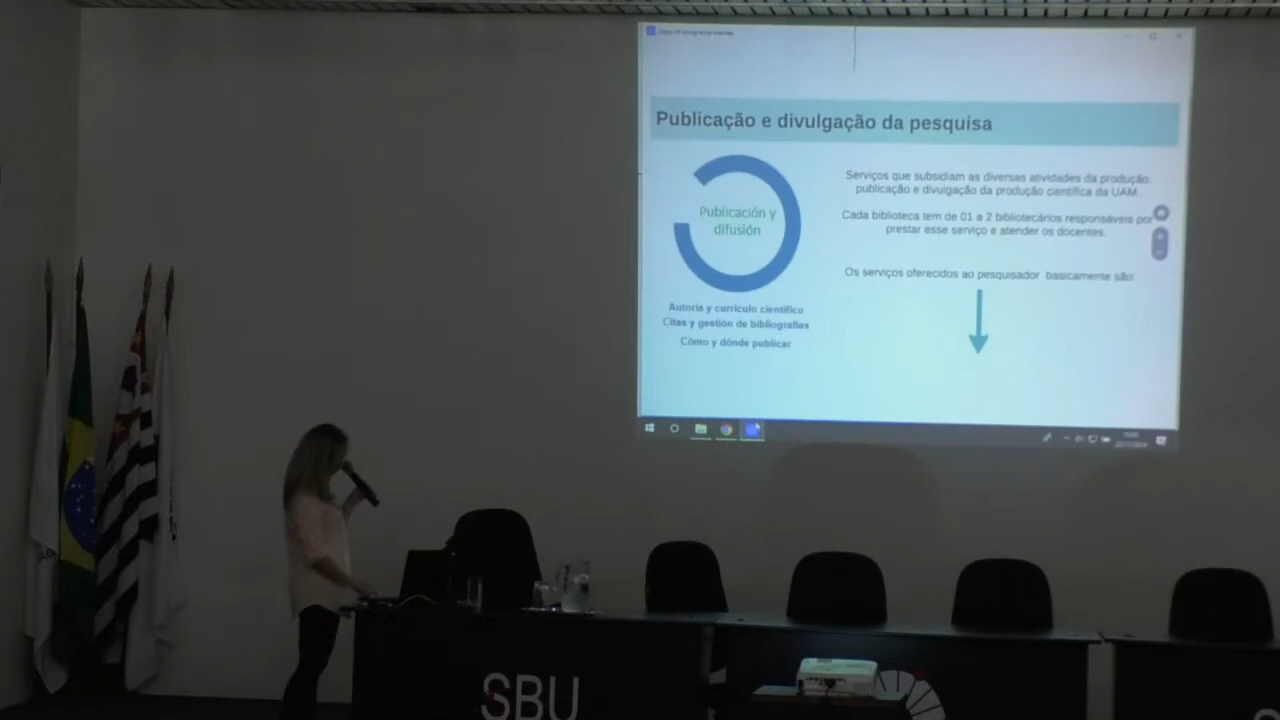 Publicação e divulgação da pesquisa
Publicación y
difusión
Autoria y currículo científico
Citas y gestión de bibliografías
Cómo y dónde publicar
Serviços que subsidiam as diversas atividades da produção,
publicação e divulgação da produção científica da UAM.
Cada biblioteca tem de 01 a 2 bibliotecários responsáveis por
prestar esse serviço e atender os docentes.
Os serviços oferecidos ao pesquisador basicamente são:
SBU